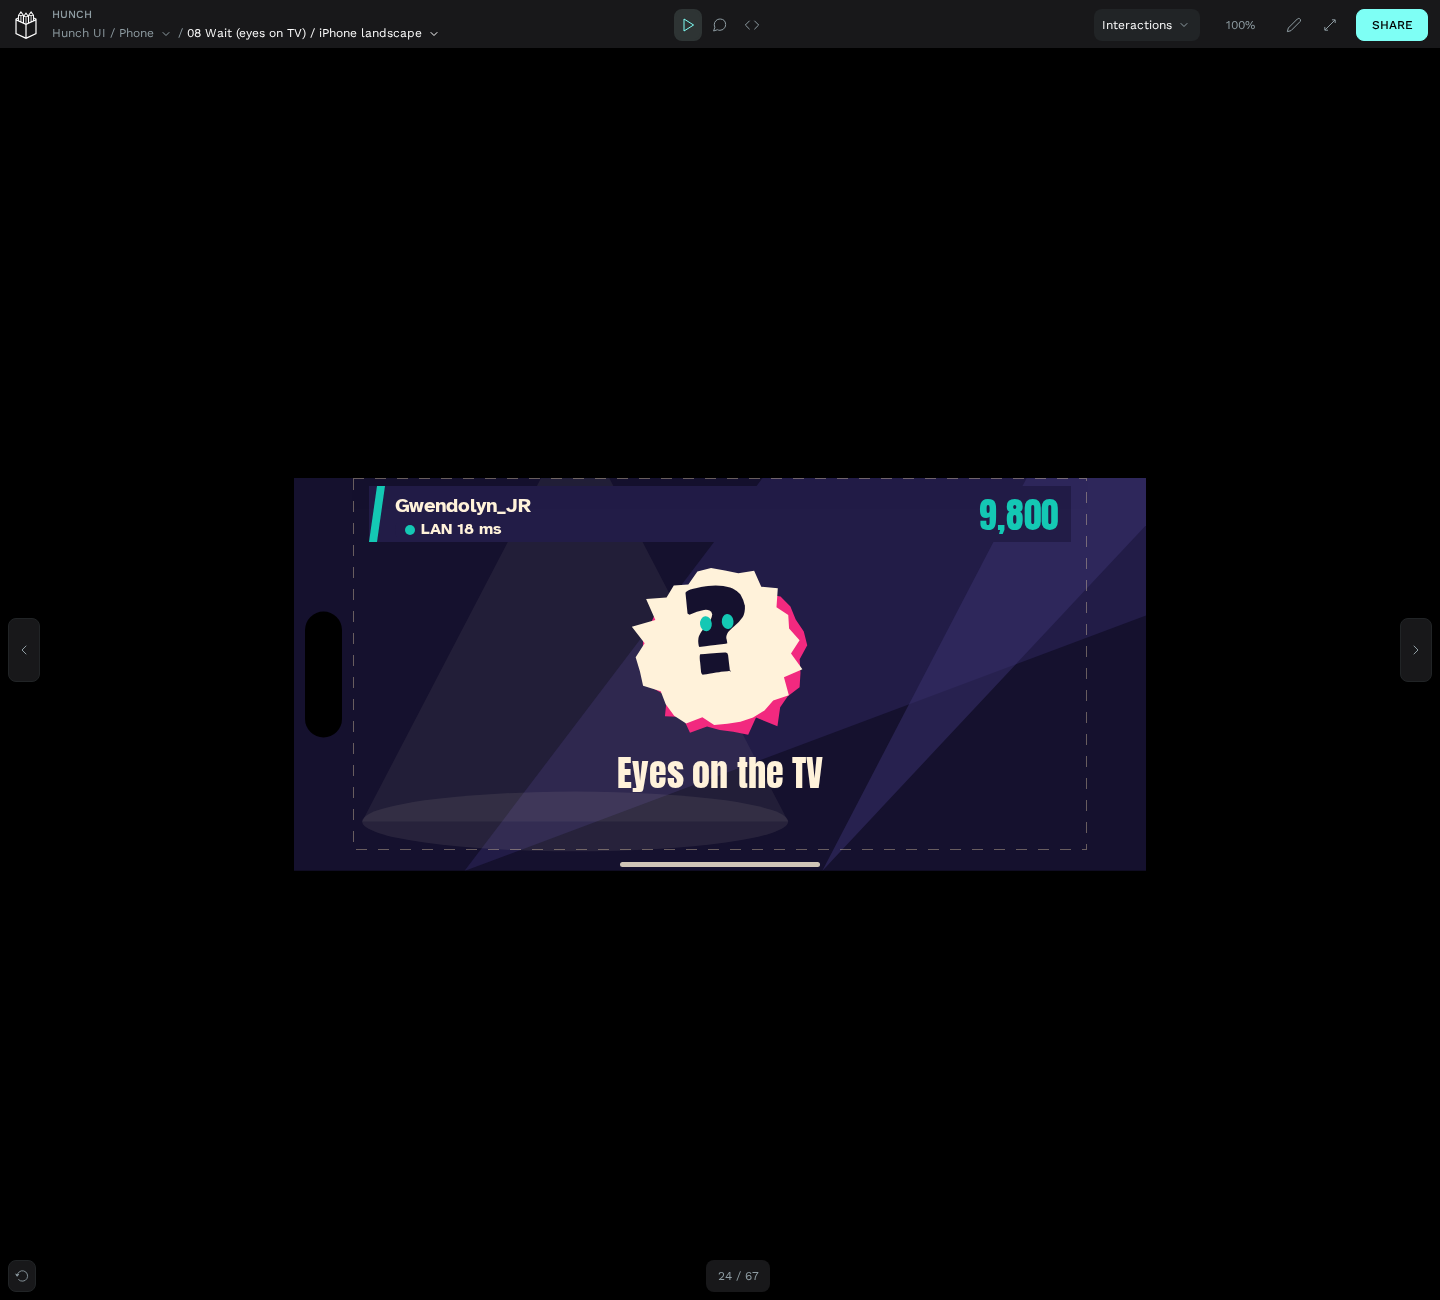 HUNCH
Hunch UI / Phone / 08 Wait (eyes on TV) / iPhone landscape
Interactions
100%
SHARE
Gwendolyn_JR
LAN 18 ms
9,800
?
Eyes on the TV
24 / 67